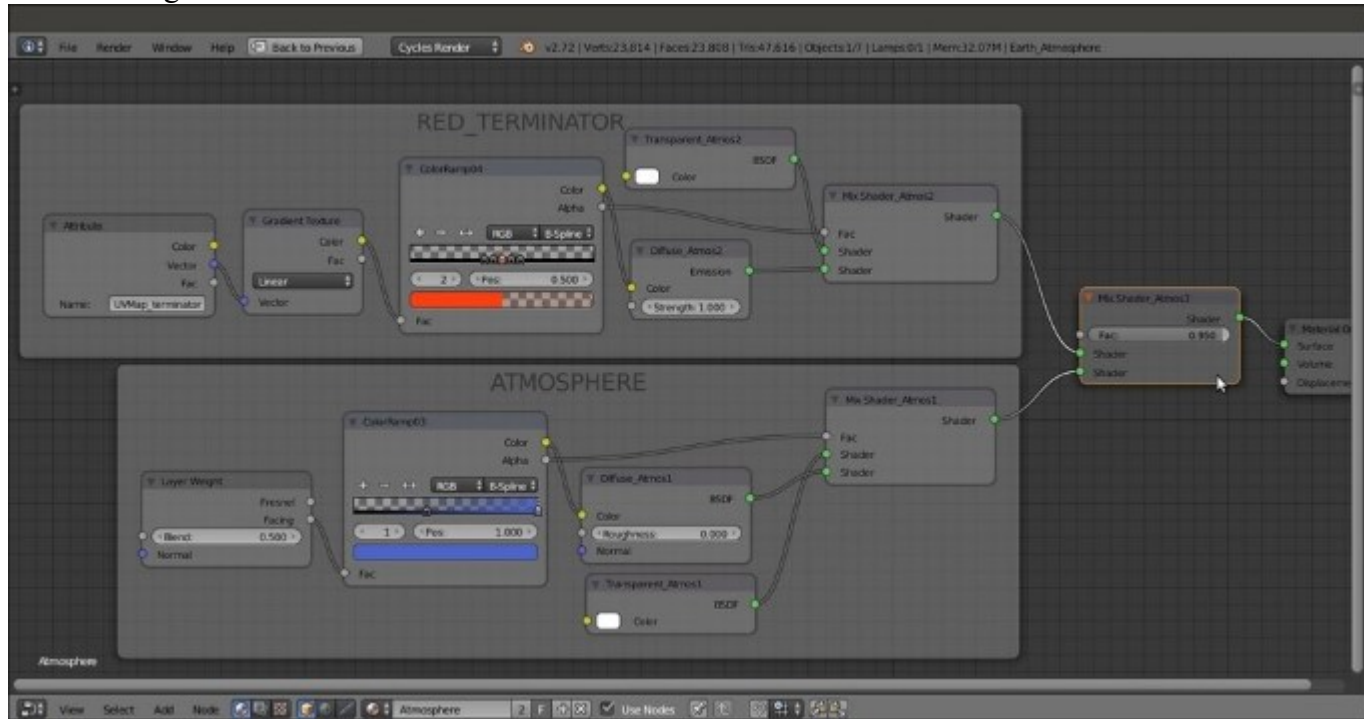 File Render Window Help Back to Previous Cycles Render v2.72 | Verts:23,814 | Faces:23,808 | Tris:47,616 | Objects:1/7 | Lamps:0/1 | Mem:32.07M | Earth_Atmosphere
RED_TERMINATOR
Attribute
Color
Vector
Fac
Name: UVMap_terminator
Gradient Texture
Color
Fac
Linear
Vector
ColorRamp04
Color
Alpha
RGB B-Spline
2 Pos: 0.500
Fac
Transparent_Atmos2
BSDF
Color
Diffuse_Atmos2
Emission
Color
Strength: 1.000
Mix Shader_Atmos2
Shader
Fac
Shader
Shader
Mix Shader_Atmos3
Shader
Fac: 0.950
Shader
Shader
Material O
Surface
Volume
Displaceme
ATMOSPHERE
Layer Weight
Fresnel
Facing
Blend: 0.500
Normal
ColorRamp03
Color
Alpha
RGB B-Spline
1 Pos: 1.000
Fac
Diffuse_Atmos1
BSDF
Color
Roughness: 0.000
Normal
Transparent_Atmos1
BSDF
Color
Mix Shader_Atmos1
Shader
Fac
Shader
Shader
Atmosphere
View Select Add Node Atmosphere 2 F Use Nodes